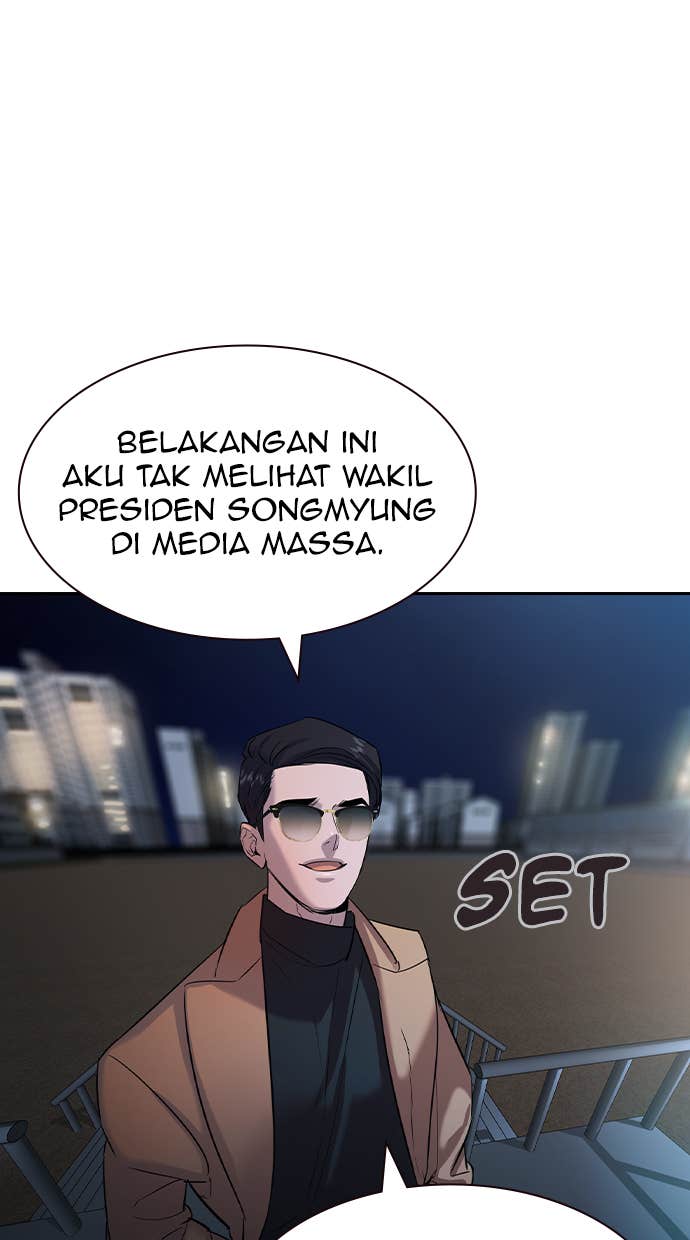 BELAKANGAN INI
AKU TAK MELIHAT WAKIL
PRESIDEN SONGMYUNG
DI MEDIA MASSA.
SET